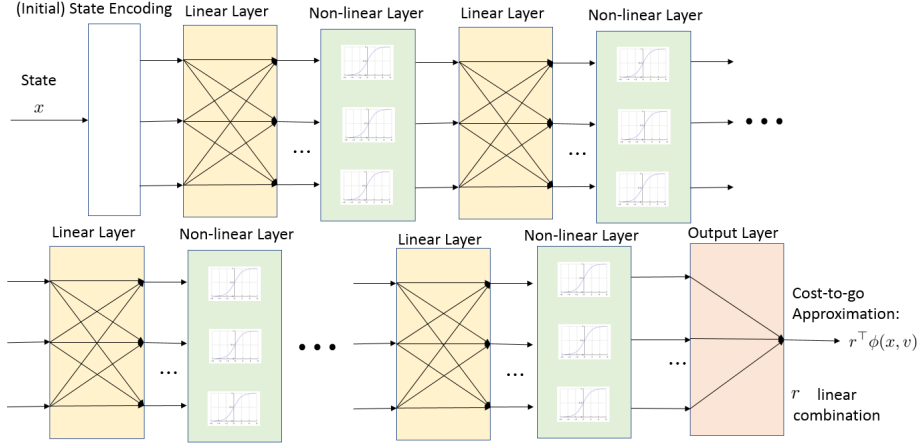 (Initial) State Encoding
Linear Layer
Non-linear Layer
Linear Layer
Non-linear Layer
State
x
...
...
Linear Layer
Non-linear Layer
Linear Layer
Non-linear Layer
Output Layer
Cost-to-go
Approximation:
r⊤ϕ(x, v)
...
...
...
r linear
combination